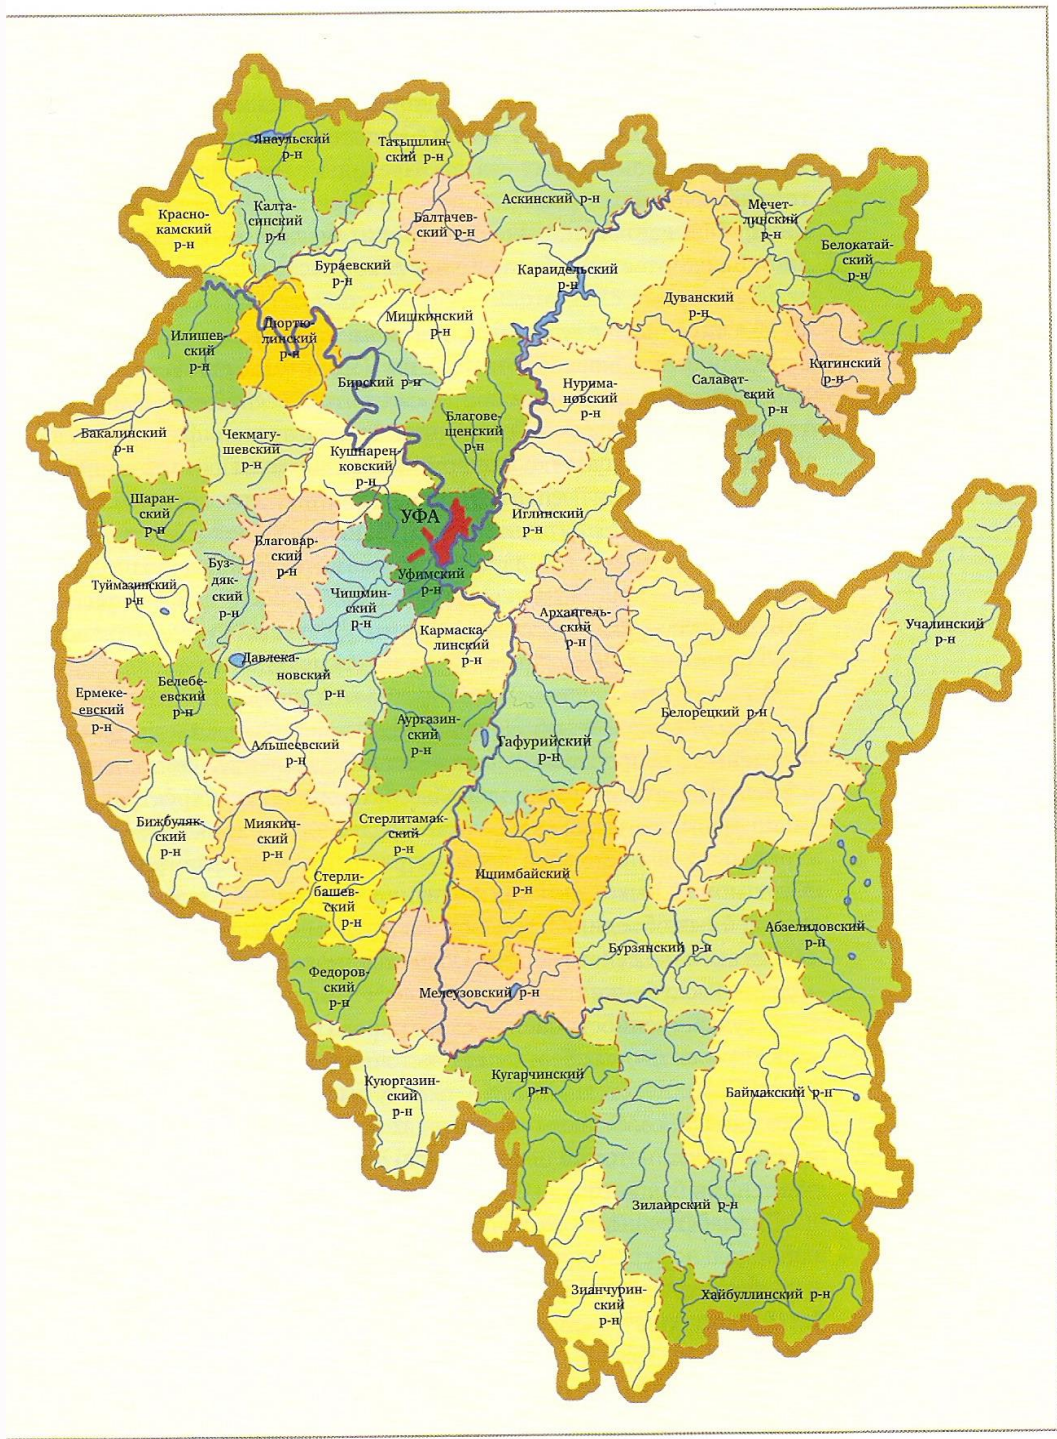 Янаульский
р-н
Татышлин-
ский р-н
Красно-
камский
р-н
Калта-
синский
р-н
Балтачев-
ский р-н
Аскинский р-н
Мечет-
линский
р-н
Белокатай-
ский
р-н
Бураевский
р-н
Караидельский
р-н
Дуванский
р-н
Мишкинский
р-н
Илишев-
ский
р-н
Дюртю-
линский
р-н
Бирский р-н
Нурима-
новский
р-н
Салават-
ский
р-н
Кигинский
р-н
Бакалинский
р-н
Чекмагу-
шевский
р-н
Кушнарен-
ковский
р-н
Благове-
щенский
р-н
Шаран-
ский
р-н
Благовар-
ский
р-н
УФА
Уфимский
р-н
Иглинский
р-н
Туймазинский
р-н
Буз-
дяк-
ский
р-н
Чишмин-
ский
р-н
Кармаска-
линский
р-н
Архангель-
ский
р-н
Учалинский
р-н
Ермеке-
евский
р-н
Белебе-
евский
р-н
Давлека-
новский
р-н
Альшеевский
р-н
Аургазин-
ский
р-н
Гафурийский
р-н
Белорецкий р-н
Бижбуляк-
ский
р-н
Миякин-
ский
р-н
Стерлитамак-
ский
р-н
Стерли-
башев-
ский
р-н
Ишимбайский
р-н
Федоров-
ский
р-н
Мелеузовский р-н
Бурзянский р-н
Абзелиловский
р-н
Куюргазин-
ский
р-н
Кугарчинский
р-н
Баймакский р-н
Зилаирский р-н
Зианчурин-
ский
р-н
Хайбуллинский р-н